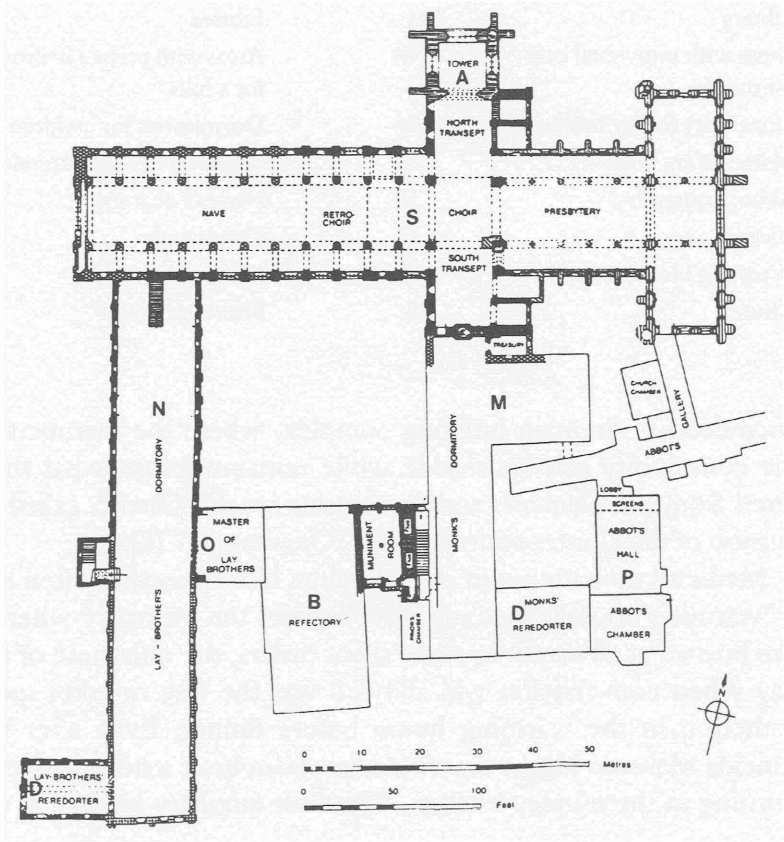 TOWER
A
NORTH
TRANSEPT
NAVE
RETRO-
CHOIR
S
CHOIR
PRESBYTERY
SOUTH
TRANSEPT
TREASURY
N
DORMITORY
LAY-BROTHER'S
M
DORMITORY
MONK'S
CHURCH
CHAMBER
GALLERY
ABBOT'S
LOBBY
SCREENS
ABBOT'S
HALL
P
ABBOT'S
CHAMBER
MASTER
OF
LAY
BROTHERS
O
MUNIMENT
ROOM
B
REFECTORY
PRIOR'S
CHAMBER
D
MONKS'
REREDORTER
N
LAY-BROTHERS'
D
REREDORTER
0 10 20 30 40 50
Metres
0 50 100
Feet